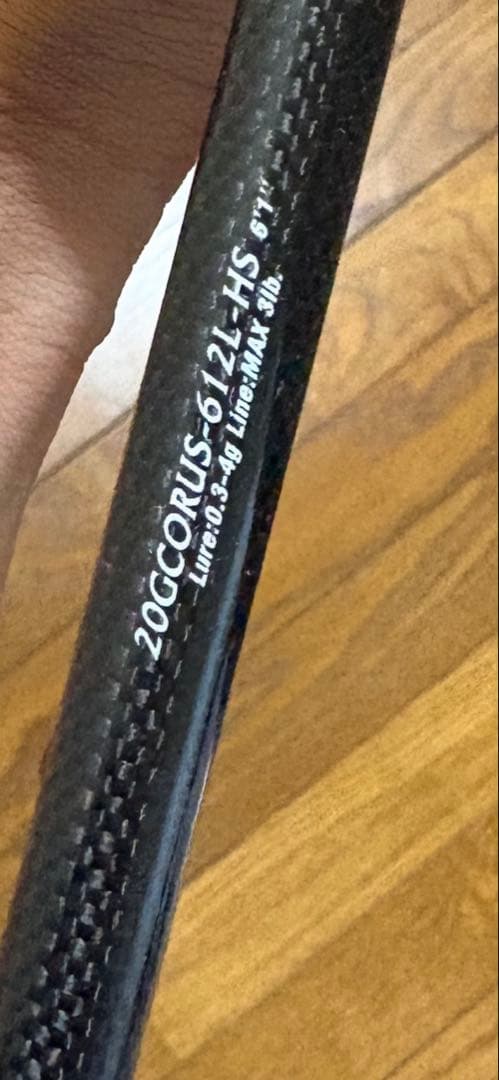 20GCORUS-612L-HS 6'1"
Lure:0.3-4g Line:MAX 3lb.